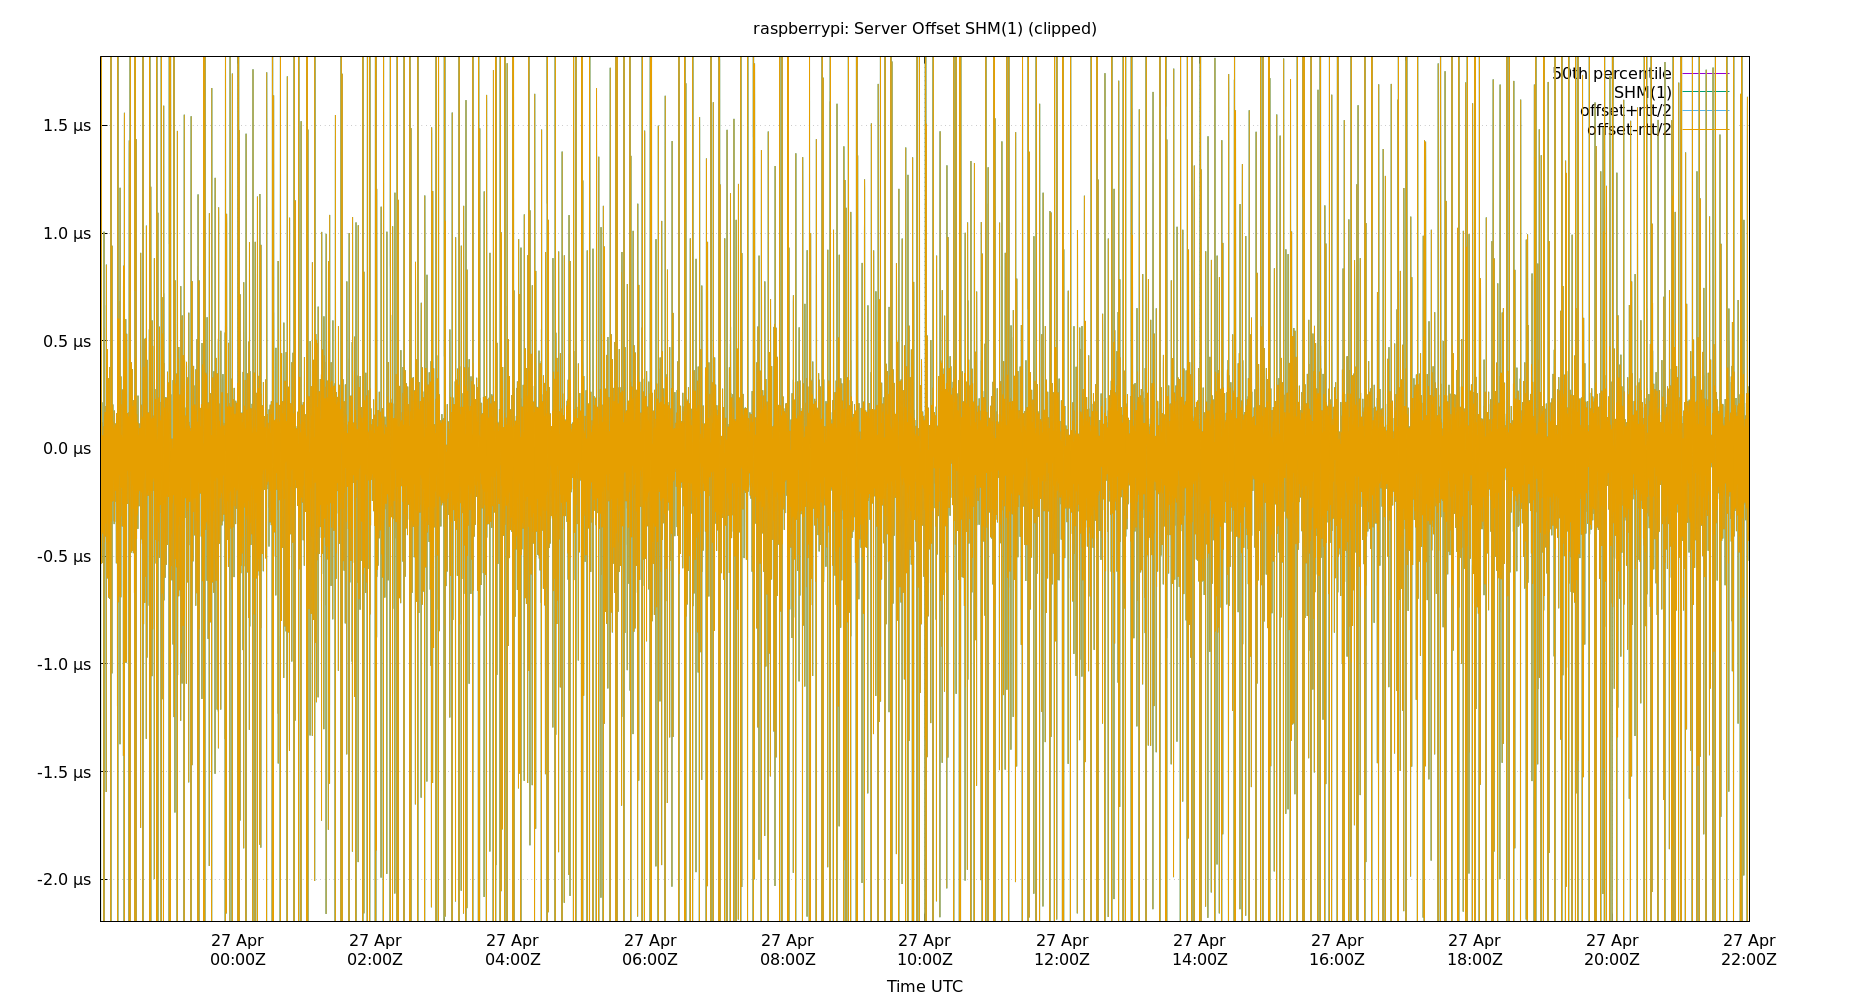 raspberrypi: Server Offset SHM(1) (clipped)
50th percentile
SHM(1)
offset+rtt/2
offset-rtt/2
1.5 µs
1.0 µs
0.5 µs
0.0 µs
-0.5 µs
-1.0 µs
-1.5 µs
-2.0 µs
27 Apr 27 Apr 27 Apr 27 Apr 27 Apr 27 Apr 27 Apr 27 Apr 27 Apr 27 Apr 27 Apr 27 Apr
00:00Z 02:00Z 04:00Z 06:00Z 08:00Z 10:00Z 12:00Z 14:00Z 16:00Z 18:00Z 20:00Z 22:00Z
Time UTC